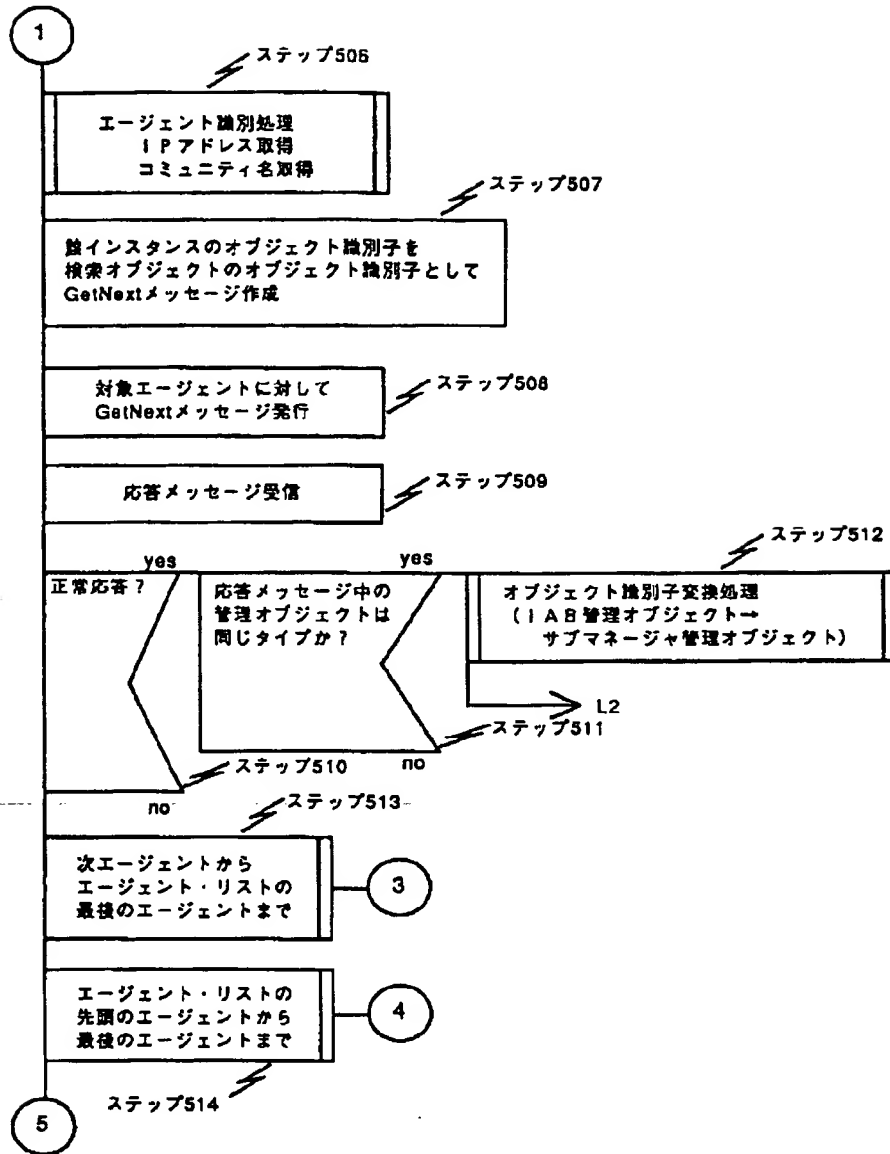 1
ステップ506
エージェント識別処理
IPアドレス取得
コミュニティ名取得
ステップ507
該インスタンスのオブジェクト識別子を
検索オブジェクトのオブジェクト識別子として
GetNextメッセージ作成
対象エージェントに対して
GetNextメッセージ発行
ステップ508
応答メッセージ受信
ステップ509
ステップ512
yes
yes
正常応答?
応答メッセージ中の
管理オブジェクトは
同じタイプか?
オブジェクト識別子変換処理
(IAB管理オブジェクト→
サブマネージャ管理オブジェクト)
L2
ステップ511
no
ステップ510
no
ステップ513
次エージェントから
エージェント・リストの
最後のエージェントまで
3
エージェント・リストの
先頭のエージェントから
最後のエージェントまで
4
ステップ514
5